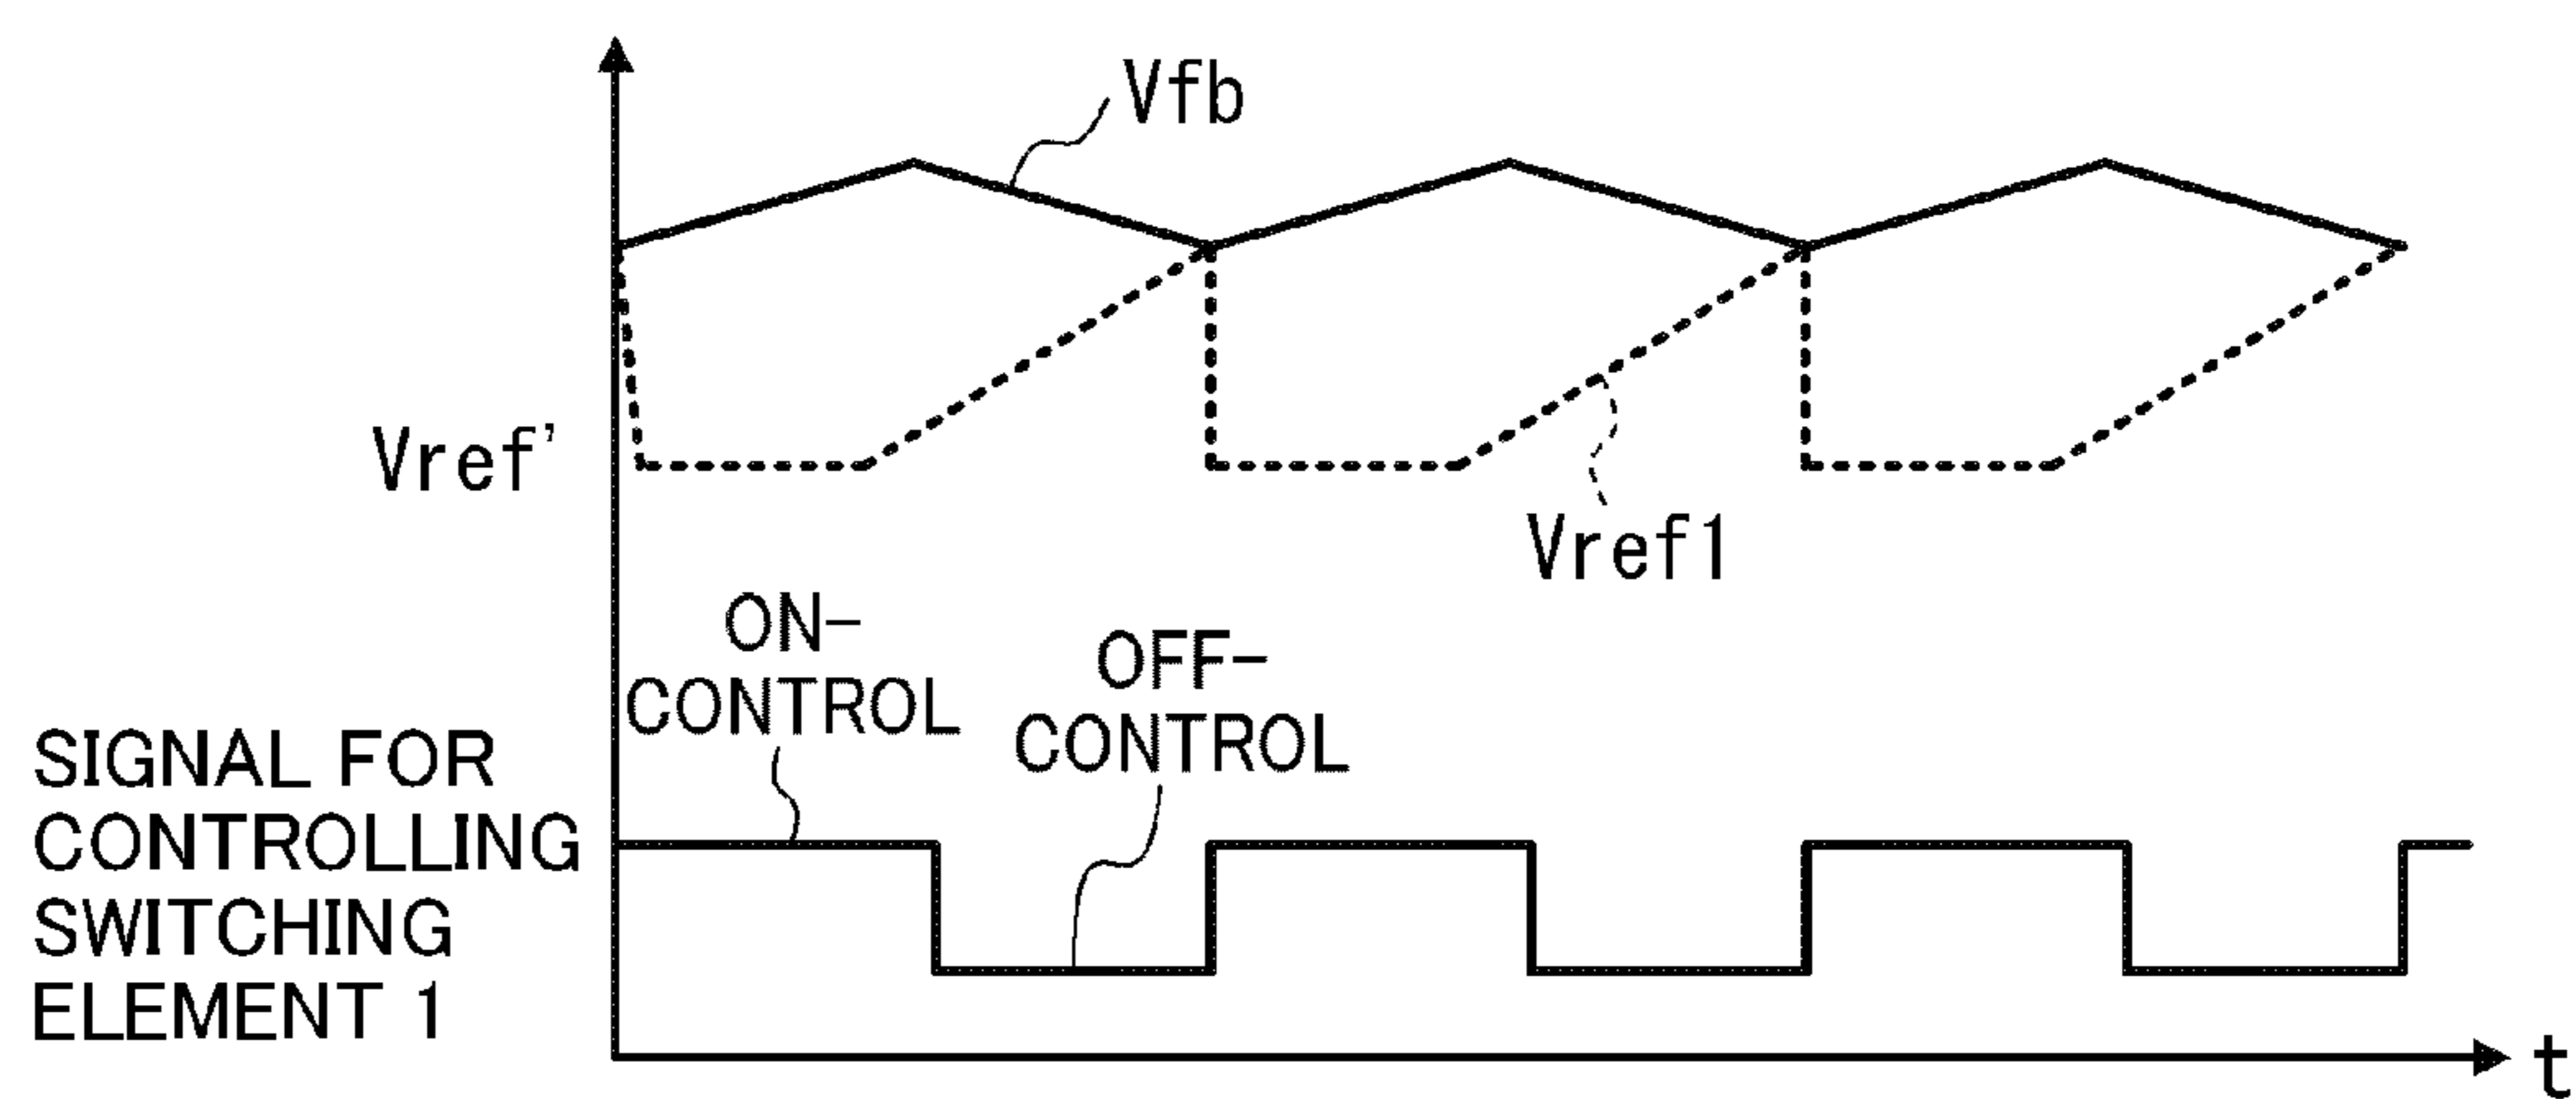 Vfb
Vref'
Vref1
ON-
CONTROL
OFF-
CONTROL
SIGNAL FOR
CONTROLLING
SWITCHING
ELEMENT 1
t